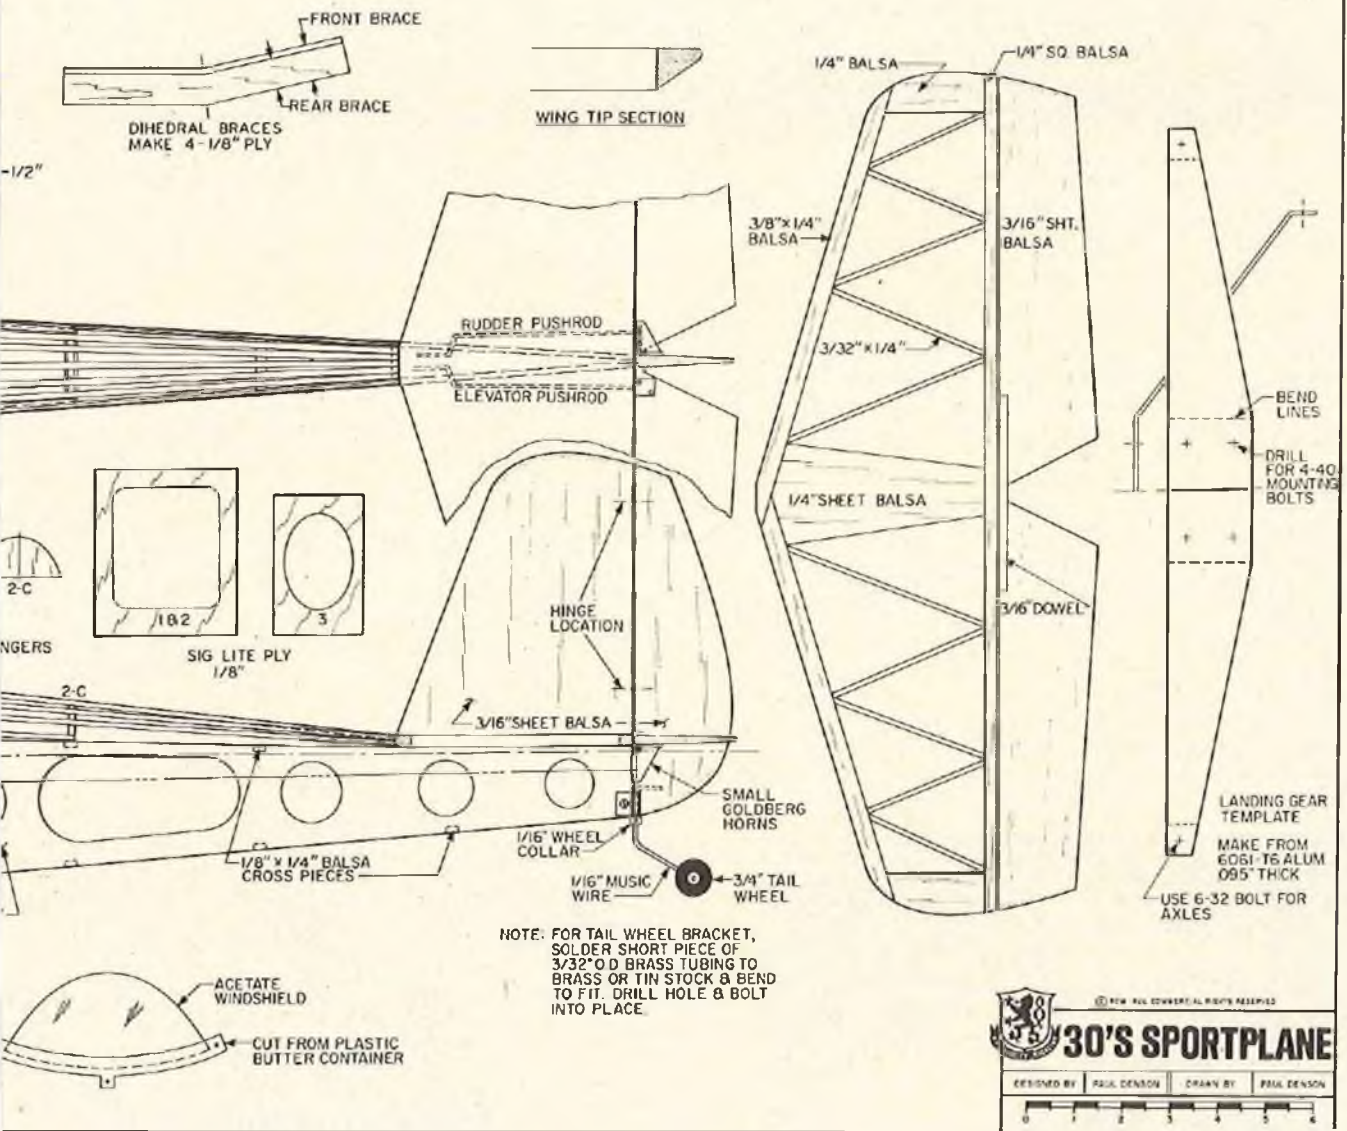 FRONT BRACE
REAR BRACE
DIHEDRAL BRACES
MAKE 4-1/8" PLY
-1/2"
WING TIP SECTION
1/4" BALSA
1/4" SQ. BALSA
3/8"X1/4"
BALSA
3/16" SHT.
BALSA
3/32"X1/4"
1/4" SHEET BALSA
3/16" DOWEL
RUDDER PUSHROD
ELEVATOR PUSHROD
BEND
LINES
DRILL
FOR 4-40
MOUNTING
BOLTS
2-C
1&2
3
NGERS
SIG LITE PLY
1/8"
HINGE
LOCATION
2-C
3/16" SHEET BALSA
SMALL
GOLDBERG
HORNS
1/16" WHEEL
COLLAR
1/8" X 1/4" BALSA
CROSS PIECES
1/16" MUSIC
WIRE
3/4" TAIL
WHEEL
LANDING GEAR
TEMPLATE
MAKE FROM
6061-T6 ALUM
.095" THICK
USE 6-32 BOLT FOR
AXLES
NOTE: FOR TAIL WHEEL BRACKET,
SOLDER SHORT PIECE OF
3/32" O D BRASS TUBING TO
BRASS OR TIN STOCK & BEND
TO FIT. DRILL HOLE & BOLT
INTO PLACE.
ACETATE
WINDSHIELD
CUT FROM PLASTIC
BUTTER CONTAINER
© RCM ALL COMMERCIAL RIGHTS RESERVED
30'S SPORTPLANE
DESIGNED BY PAUL DENSON DRAWN BY PAUL DENSON
0 1 2 3 4 5 6